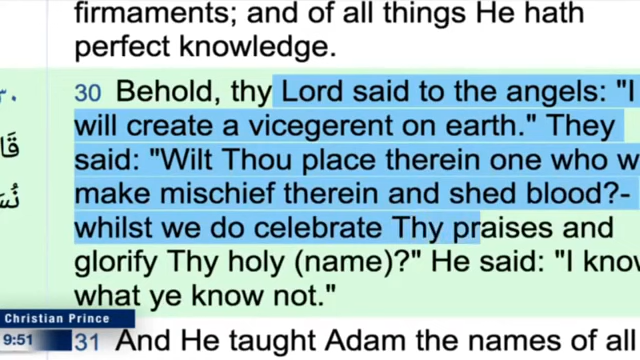 firmaments; and of all things He hath
perfect knowledge.
٣٠
30 Behold, thy Lord said to the angels: "I
will create a vicegerent on earth." They
said: "Wilt Thou place therein one who w
make mischief therein and shed blood?-
whilst we do celebrate Thy praises and
glorify Thy holy (name)?" He said: "I know
what ye know not."
Christian Prince
9:51
31 And He taught Adam the names of all